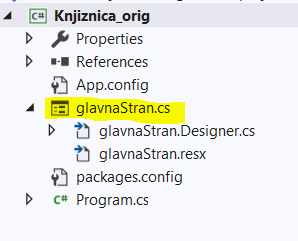 C# Knjiznica_orig
Properties
References
App.config
glavnaStran.cs
glavnaStran.Designer.cs
glavnaStran.resx
packages.config
C# Program.cs